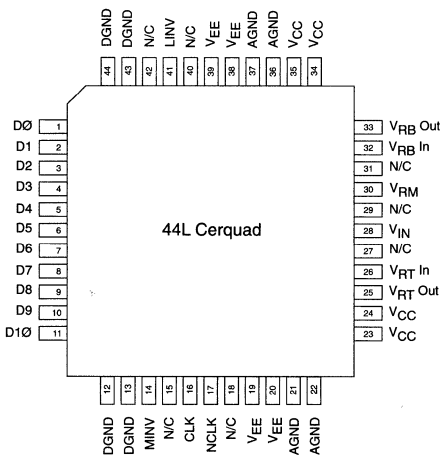 DGND DGND N/C LINV N/C VEE VEE AGND AGND VCC VCC
44 43 42 41 40 39 38 37 36 35 34
DØ 1
D1 2
D2 3
D3 4
D4 5
D5 6
D6 7
D7 8
D8 9
D9 10
D1Ø 11
44L Cerquad
33 VRB Out
32 VRB In
31 N/C
30 VRM
29 N/C
28 VIN
27 N/C
26 VRT In
25 VRT Out
24 VCC
23 VCC
12 13 14 15 16 17 18 19 20 21 22
DGND DGND MINV N/C CLK NCLK N/C VEE VEE AGND AGND